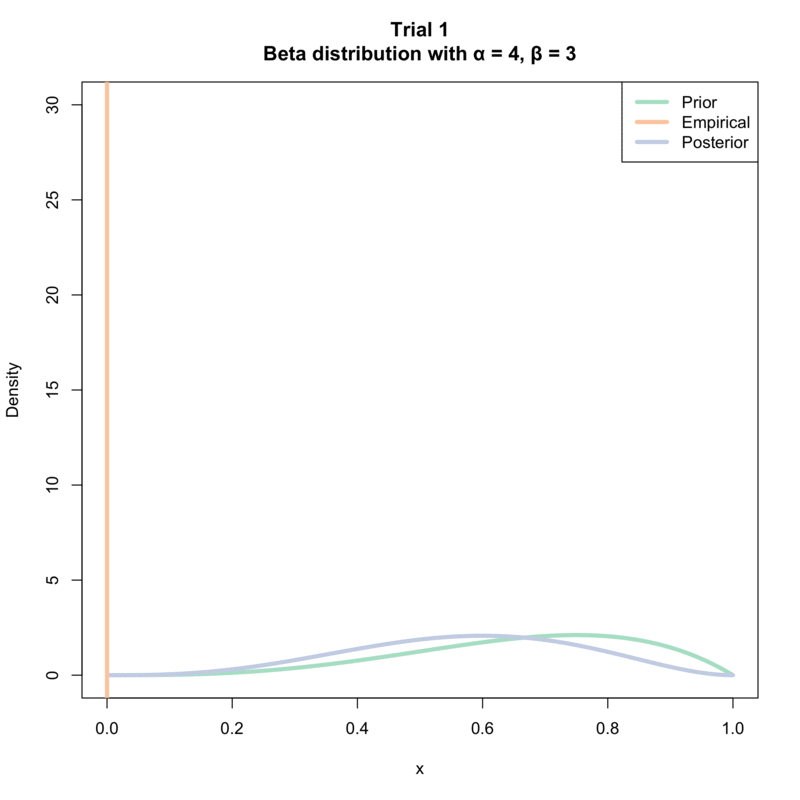 Trial 1
Beta distribution with α = 4, β = 3
Prior
Empirical
Posterior
30
25
20
15
10
5
0
Density
0.0 0.2 0.4 0.6 0.8 1.0
x